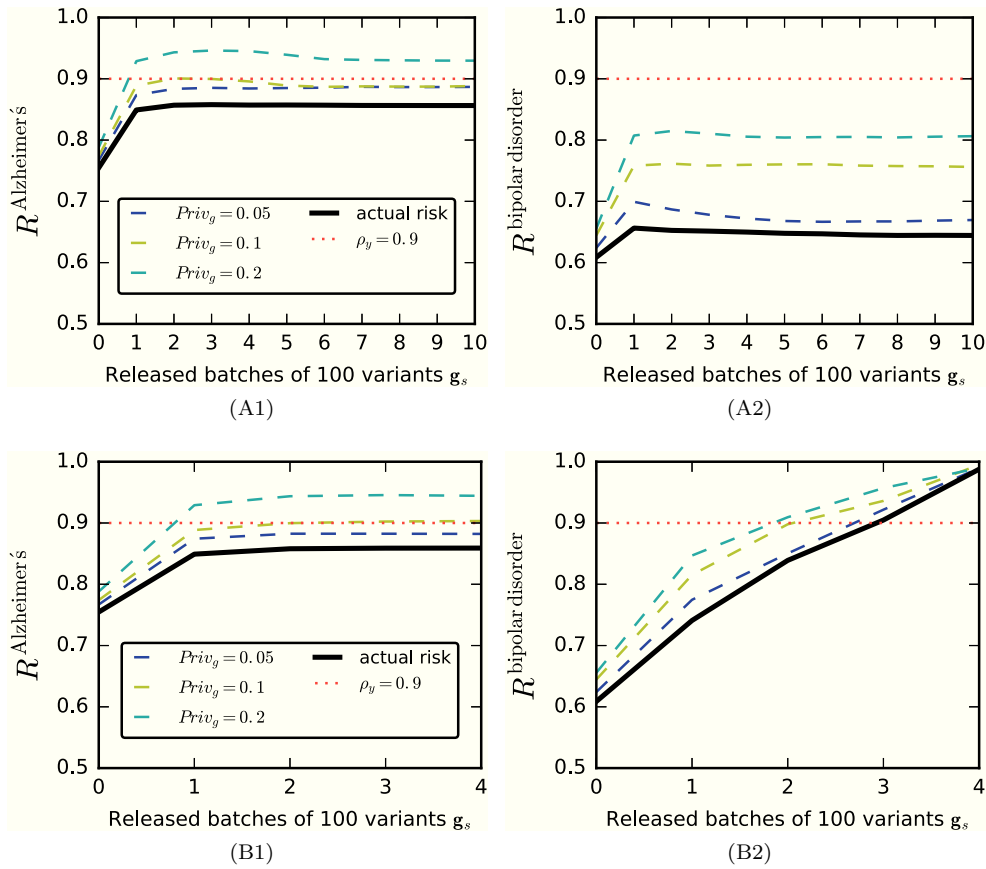 1.0
0.9
0.8
0.7
0.6
0.5
R^Alzheimer´s
Priv_g = 0.05
Priv_g = 0.1
Priv_g = 0.2
actual risk
ρ_y = 0.9
0 1 2 3 4 5 6 7 8 9 10
Released batches of 100 variants g_s
(A1)
1.0
0.9
0.8
0.7
0.6
0.5
R^bipolar disorder
0 1 2 3 4 5 6 7 8 9 10
Released batches of 100 variants g_s
(A2)
1.0
0.9
0.8
0.7
0.6
0.5
R^Alzheimer´s
Priv_g = 0.05
Priv_g = 0.1
Priv_g = 0.2
actual risk
ρ_y = 0.9
0 1 2 3 4
Released batches of 100 variants g_s
(B1)
1.0
0.9
0.8
0.7
0.6
0.5
R^bipolar disorder
0 1 2 3 4
Released batches of 100 variants g_s
(B2)